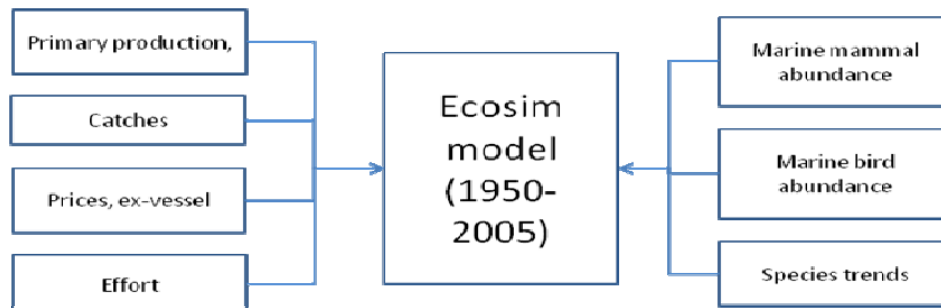 Primary production,
Catches
Prices, ex-vessel
Effort
Ecosim
model
(1950-
2005)
Marine mammal
abundance
Marine bird
abundance
Species trends